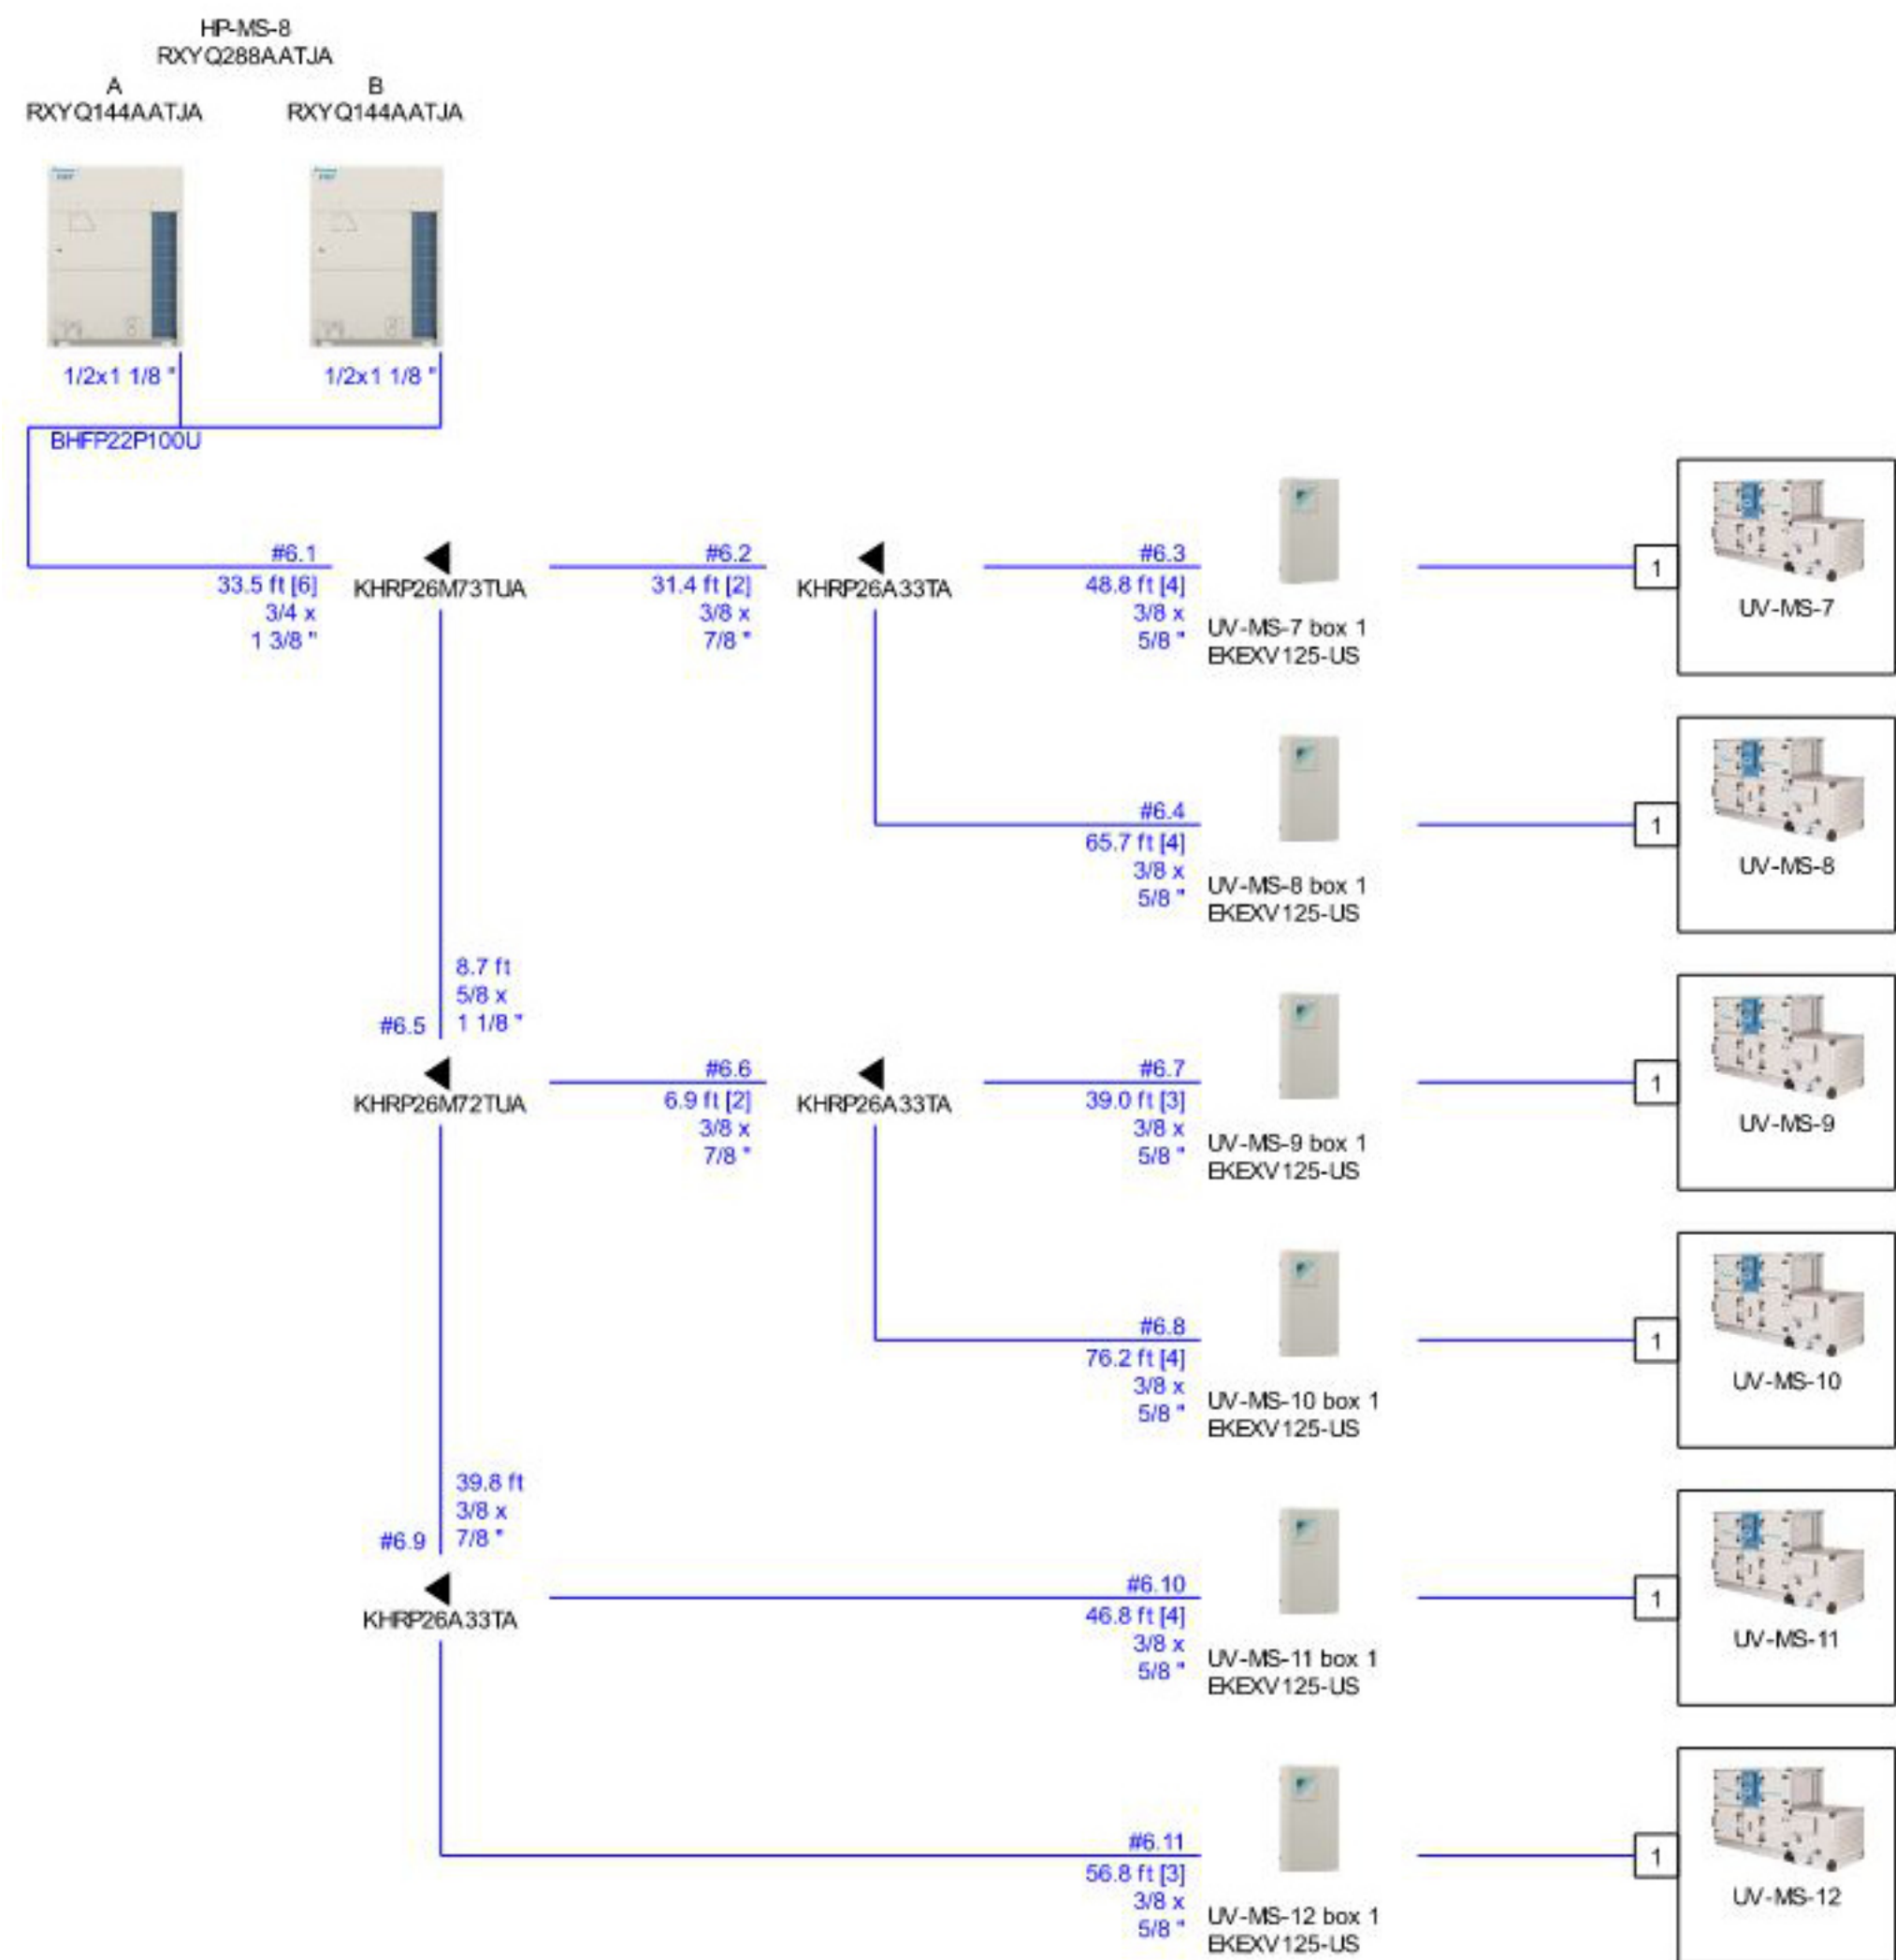 HP-MS-8
RXYQ288AATJA
A
RXYQ144AATJA
B
RXYQ144AATJA
1/2x1 1/8 "
1/2x1 1/8 "
BHFP22P100U
#6.1
33.5 ft [6]
3/4 x
1 3/8 "
KHRP26M73TUA
#6.2
31.4 ft [2]
3/8 x
7/8 "
KHRP26A33TA
#6.3
48.8 ft [4]
3/8 x
5/8 "
UV-MS-7 box 1
EKEXV125-US
1
UV-MS-7
#6.4
65.7 ft [4]
3/8 x
5/8 "
UV-MS-8 box 1
EKEXV125-US
1
UV-MS-8
8.7 ft
5/8 x
1 1/8 "
#6.5
KHRP26M72TUA
#6.6
6.9 ft [2]
3/8 x
7/8 "
KHRP26A33TA
#6.7
39.0 ft [3]
3/8 x
5/8 "
UV-MS-9 box 1
EKEXV125-US
1
UV-MS-9
#6.8
76.2 ft [4]
3/8 x
5/8 "
UV-MS-10 box 1
EKEXV125-US
1
UV-MS-10
39.8 ft
3/8 x
7/8 "
#6.9
KHRP26A33TA
#6.10
46.8 ft [4]
3/8 x
5/8 "
UV-MS-11 box 1
EKEXV125-US
1
UV-MS-11
#6.11
56.8 ft [3]
3/8 x
5/8 "
UV-MS-12 box 1
EKEXV125-US
1
UV-MS-12